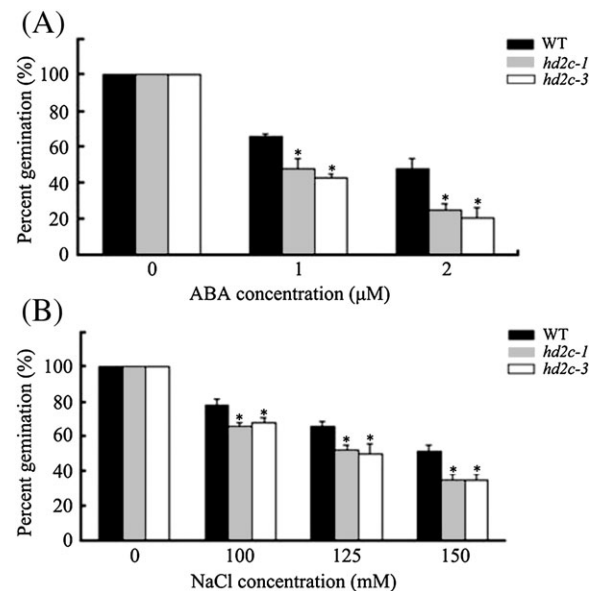 (A)
WT
hd2c-1
hd2c-3
Percent gemination (%)
100
80
60
40
20
0
* *
* *
0 1 2
ABA concentration (μM)
(B)
WT
hd2c-1
hd2c-3
Percent gemination (%)
100
80
60
40
20
0
* *
* *
* *
0 100 125 150
NaCl concentration (mM)